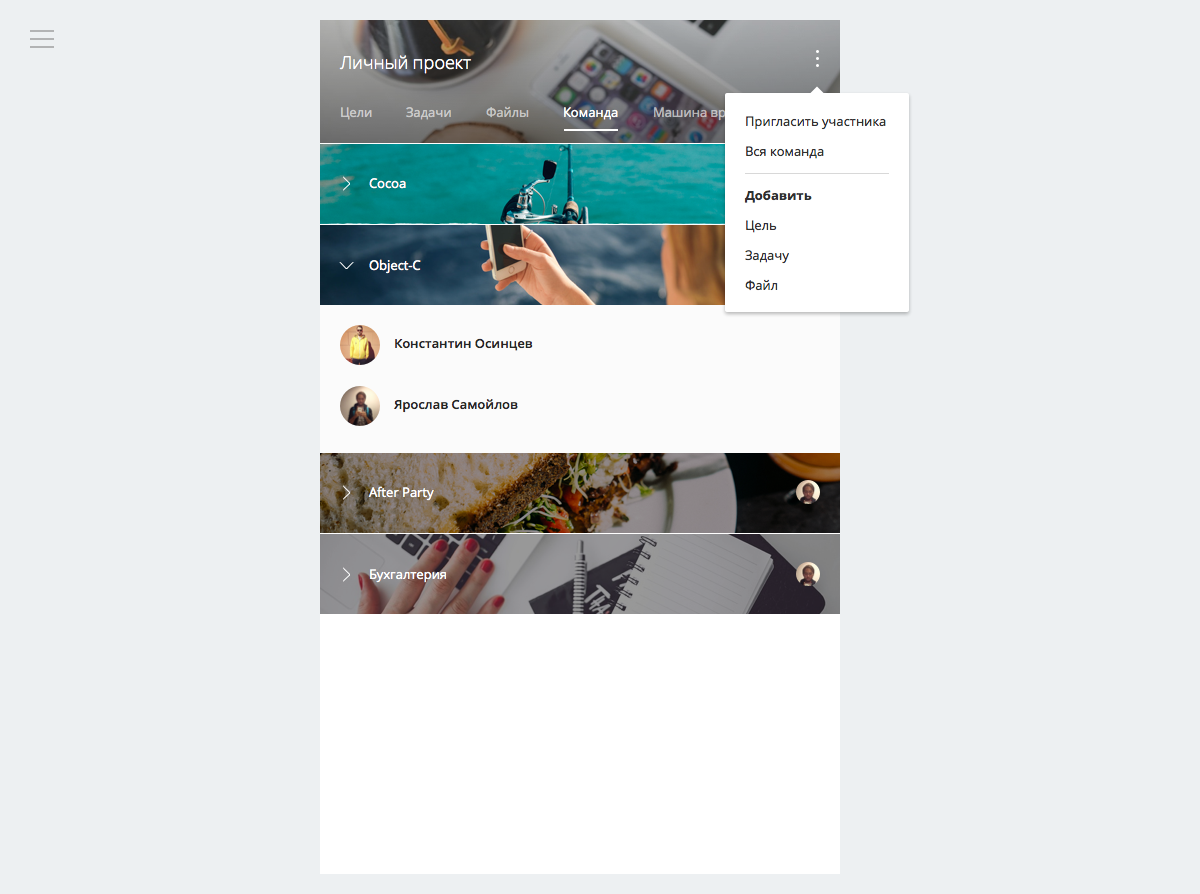 Личный проект
Цели
Задачи
Файлы
Команда
Машина вр
Пригласить участника
Вся команда
Добавить
Цель
Задачу
Файл
Cocoa
Object-C
Константин Осинцев
Ярослав Самойлов
After Party
Бухгалтерия